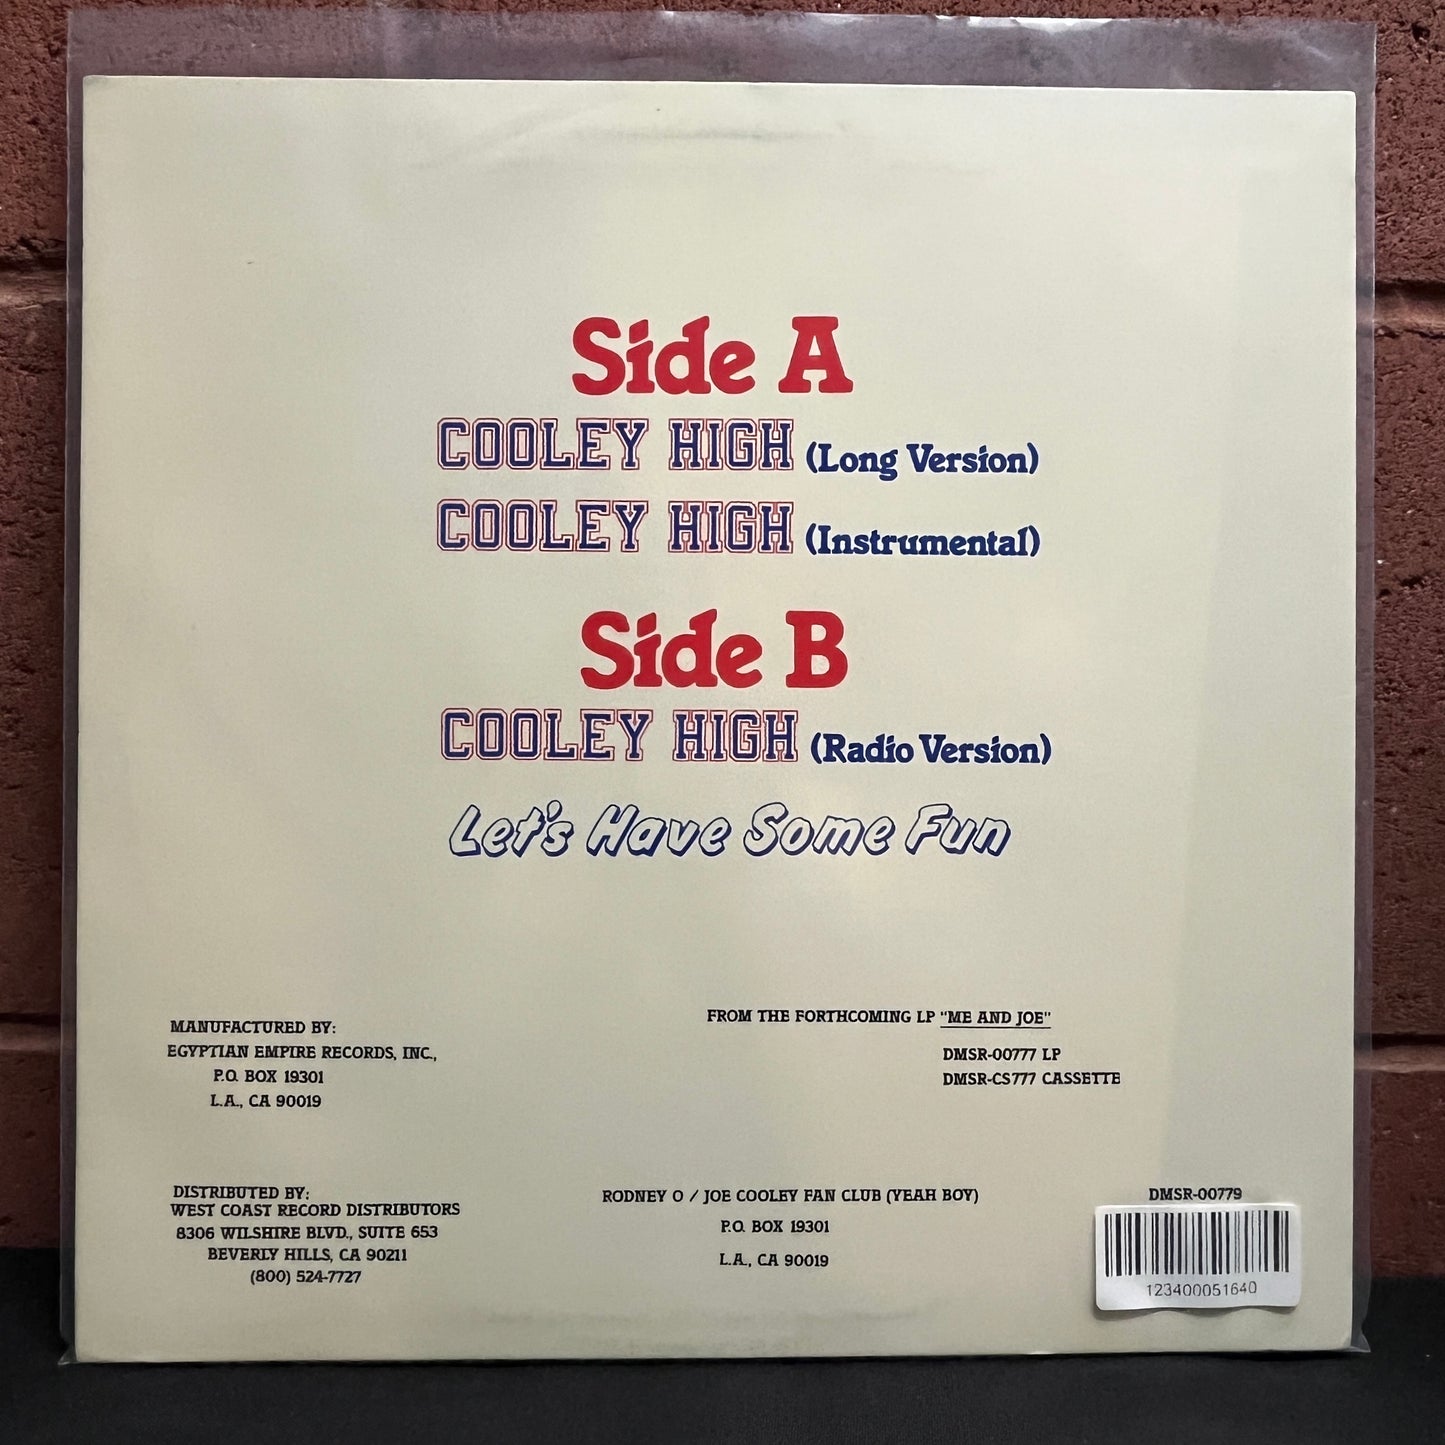 Side A
COOLEY HIGH (Long Version)
COOLEY HIGH (Instrumental)
Side B
COOLEY HIGH (Radio Version)
Let's Have Some Fun
MANUFACTURED BY:
EGYPTIAN EMPIRE RECORDS, INC.,
P.O. BOX 19301
L.A., CA 90019
FROM THE FORTHCOMING LP "ME AND JOE"
DMSR-00777 LP
DMSR-CS777 CASSETTE
DISTRIBUTED BY:
WEST COAST RECORD DISTRIBUTORS
8306 WILSHIRE BLVD., SUITE 653
BEVERLY HILLS, CA 90211
(800) 524-7727
RODNEY O / JOE COOLEY FAN CLUB (YEAH BOY)
P.O. BOX 19301
L.A., CA 90019
DMSR-00779
123400051640